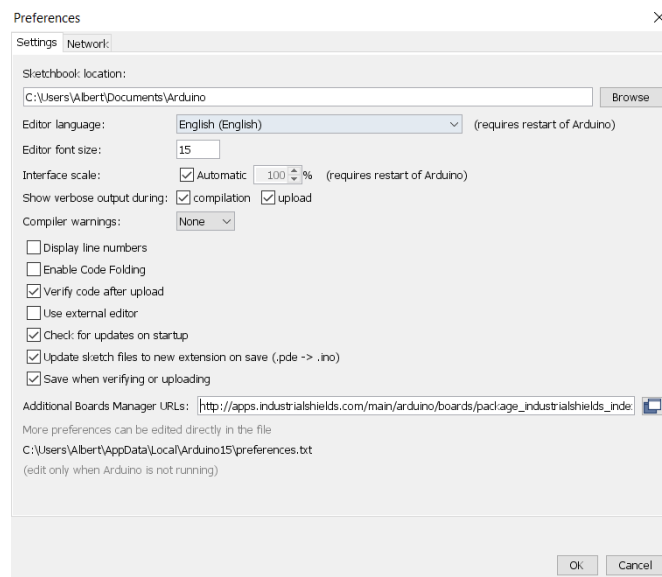 Preferences
Settings Network
Sketchbook location:
C:\Users\Albert\Documents\Arduino Browse
Editor language: English (English) (requires restart of Arduino)
Editor font size: 15
Interface scale: Automatic 100 % (requires restart of Arduino)
Show verbose output during: compilation upload
Compiler warnings: None
Display line numbers
Enable Code Folding
Verify code after upload
Use external editor
Check for updates on startup
Update sketch files to new extension on save (.pde -> .ino)
Save when verifying or uploading
Additional Boards Manager URLs: http://apps.industrialshields.com/main/arduino/boards/package_industrialshields_inde
More preferences can be edited directly in the file
C:\Users\Albert\AppData\Local\Arduino15\preferences.txt
(edit only when Arduino is not running)
OK Cancel